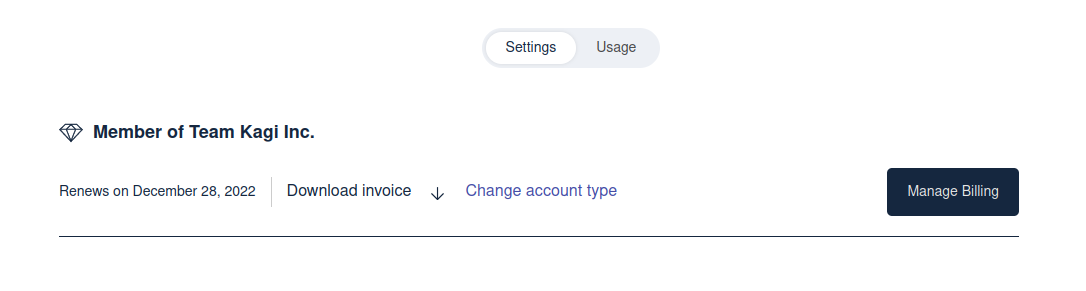 Settings Usage
Member of Team Kagi Inc.
Renews on December 28, 2022 Download invoice Change account type Manage Billing